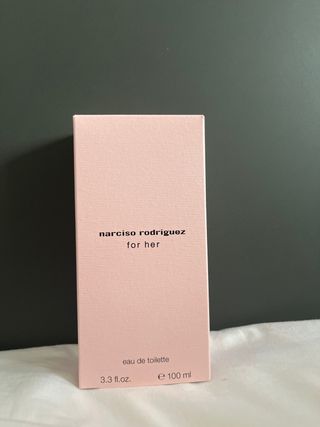 narciso rodriguez
for her
eau de toilette
3.3 fl.oz. ℮ 100 ml